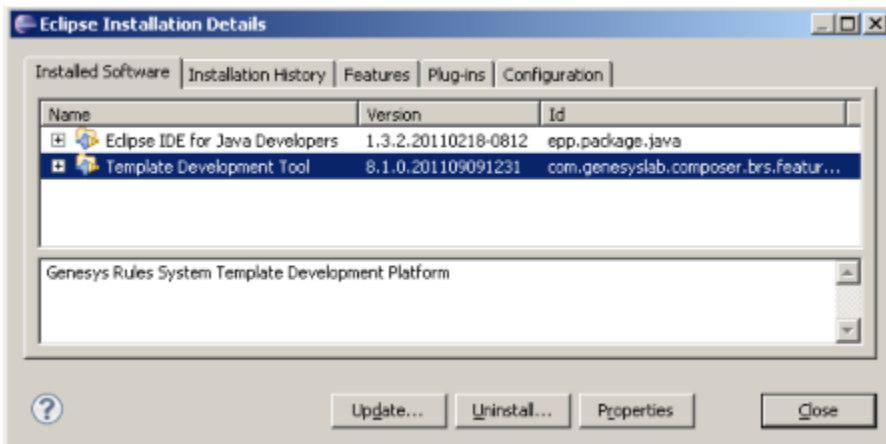 Eclipse Installation Details
Installed Software Installation History Features Plug-ins Configuration
Name Version Id
Eclipse IDE for Java Developers 1.3.2.20110218-0812 epp.package.java
Template Development Tool 8.1.0.201109091231 com.genesyslab.composer.brs.featur...
Genesys Rules System Template Development Platform
? Update... Uninstall... Properties Close